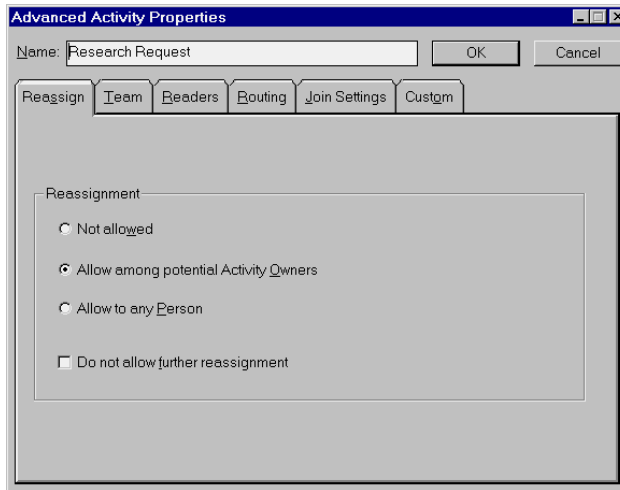 Advanced Activity Properties
Name: Research Request OK Cancel
Reassign Team Readers Routing Join Settings Custom
Reassignment
Not allowed
Allow among potential Activity Owners
Allow to any Person
Do not allow further reassignment